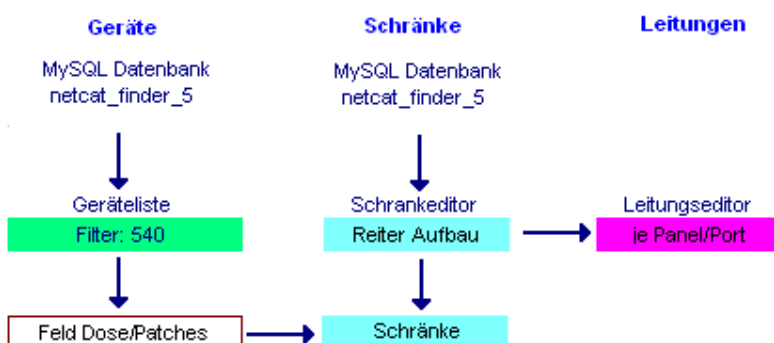 Geräte
Schränke
Leitungen
MySQL Datenbank
netcat_finder_5
MySQL Datenbank
netcat_finder_5
Geräteliste
Filter: 540
Schrankeditor
Reiter Aufbau
Leitungseditor
je Panel/Port
Feld Dose/Patches
Schränke